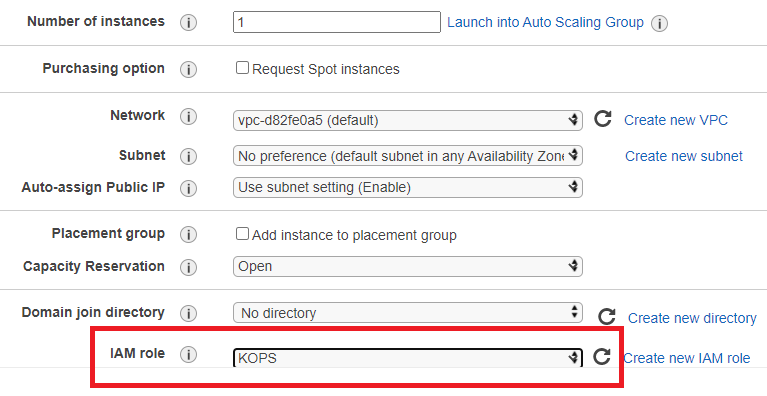 Number of instances i 1 Launch into Auto Scaling Group i
Purchasing option i Request Spot instances
Network i vpc-d82fe0a5 (default) Create new VPC
Subnet i No preference (default subnet in any Availability Zone Create new subnet
Auto-assign Public IP i Use subnet setting (Enable)
Placement group i Add instance to placement group
Capacity Reservation i Open
Domain join directory i No directory Create new directory
IAM role i KOPS Create new IAM role